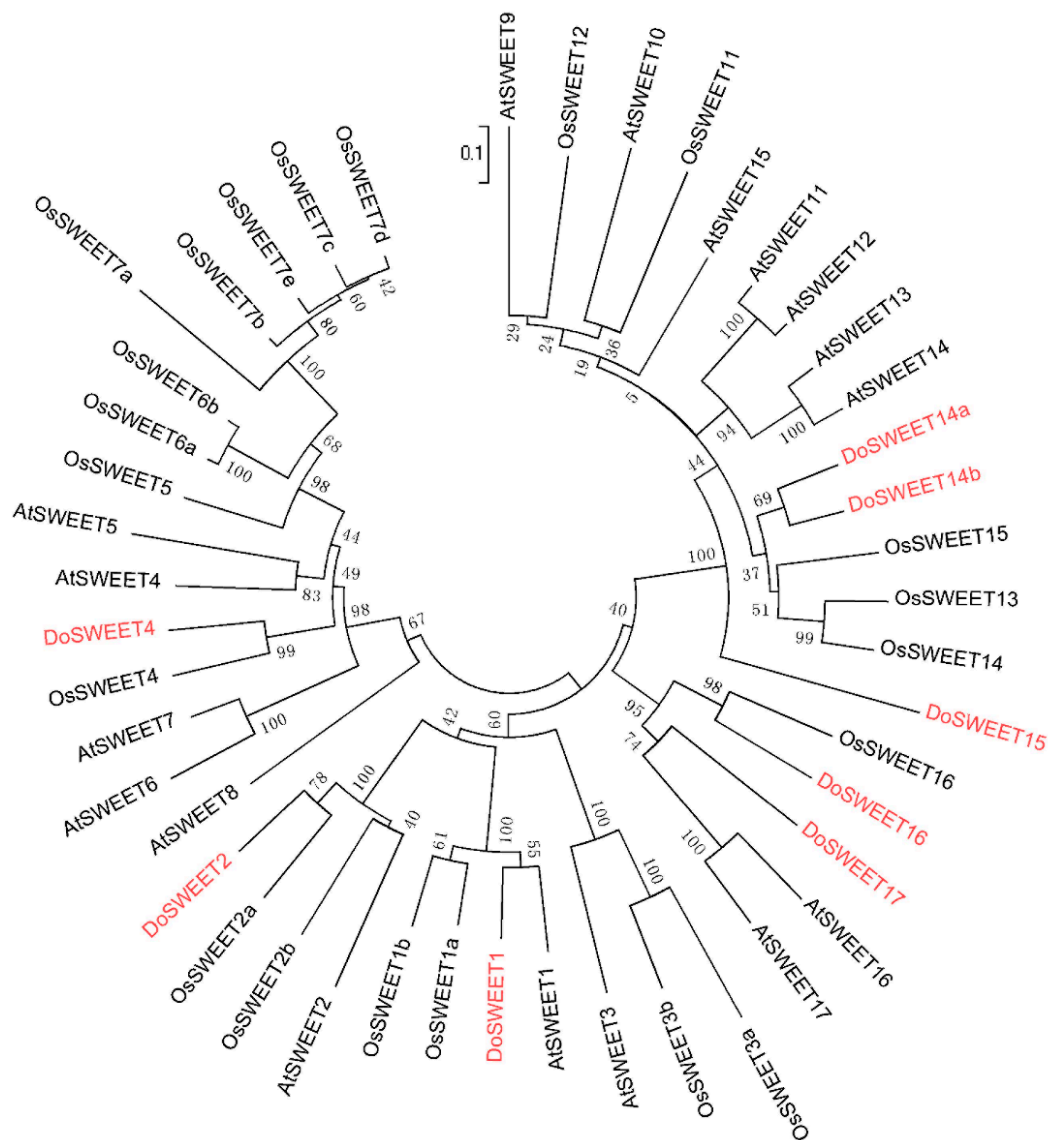 AtSWEET9
OsSWEET12
AtSWEET10
OsSWEET11
AtSWEET15
AtSWEET11
AtSWEET12
AtSWEET13
AtSWEET14
DoSWEET14a
DoSWEET14b
OsSWEET15
OsSWEET13
OsSWEET14
DoSWEET15
OsSWEET16
DoSWEET16
DoSWEET17
AtSWEET16
AtSWEET17
OsSWEET3a
OsSWEET3b
AtSWEET3
AtSWEET1
DoSWEET1
OsSWEET1a
OsSWEET1b
AtSWEET2
OsSWEET2b
OsSWEET2a
DoSWEET2
AtSWEET8
AtSWEET6
AtSWEET7
OsSWEET4
DoSWEET4
AtSWEET4
AtSWEET5
OsSWEET5
OsSWEET6a
OsSWEET6b
OsSWEET7a
OsSWEET7b
OsSWEET7e
OsSWEET7c
OsSWEET7d
0.1
29
24
36
19
5
100
94
100
44
69
37
51
99
100
40
98
95
74
100
100
100
60
42
100
55
61
100
78
40
67
98
100
49
99
44
83
98
68
100
100
80
60
42